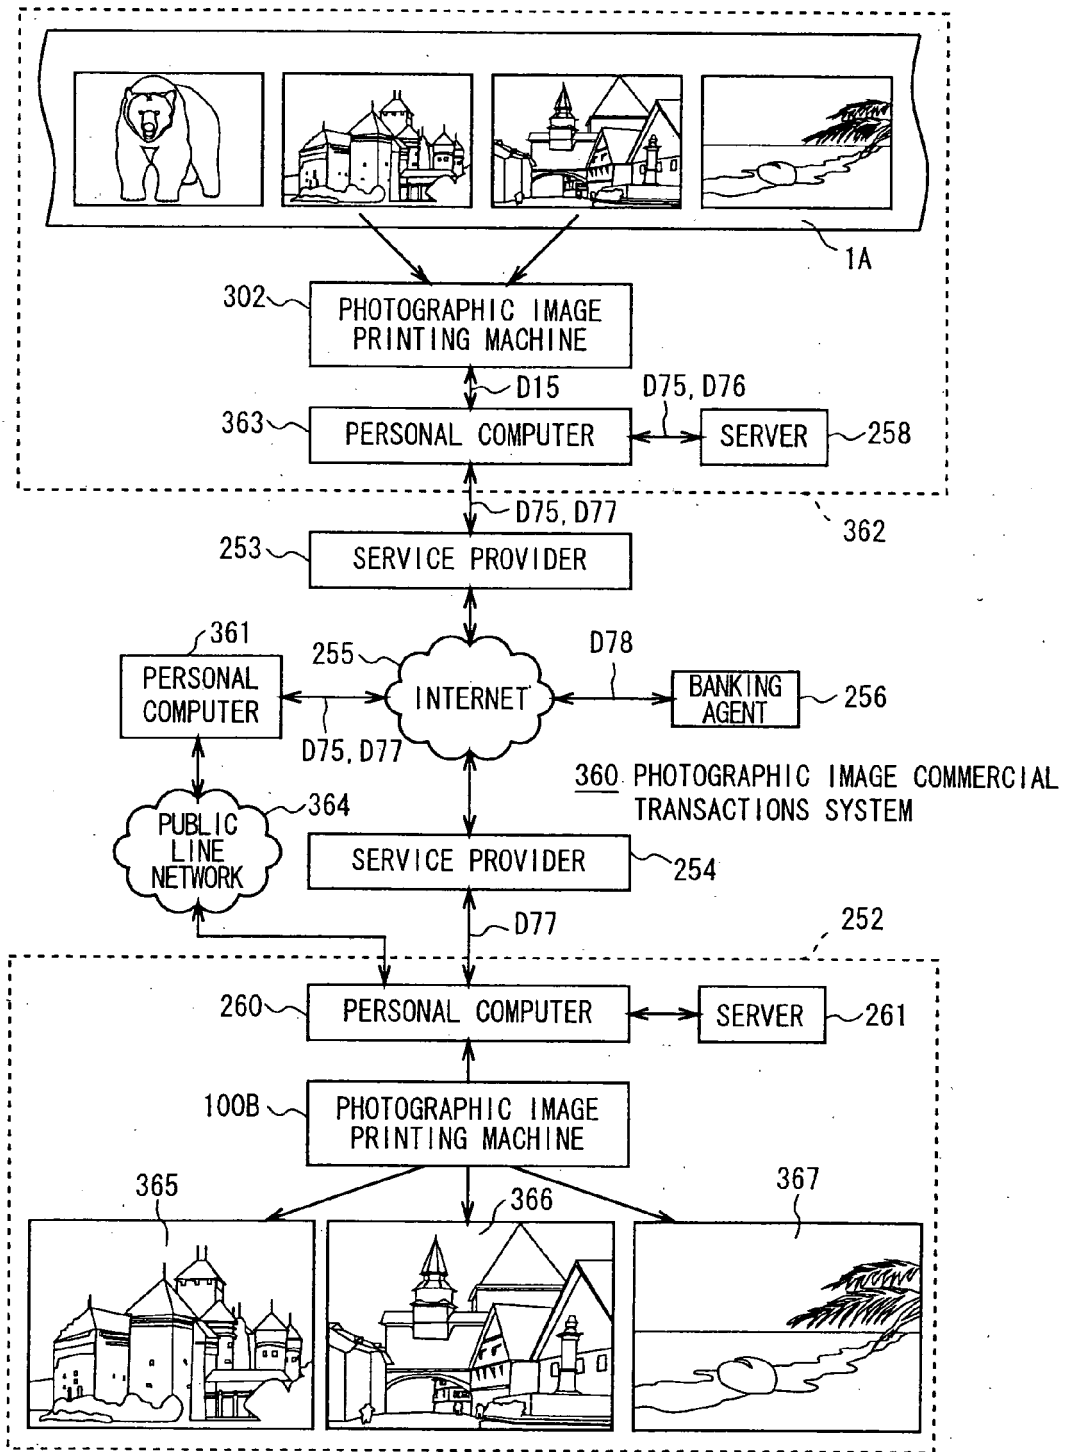 1A
302
PHOTOGRAPHIC IMAGE
PRINTING MACHINE
D15
D75, D76
363
PERSONAL COMPUTER
SERVER
258
D75, D77
362
253
SERVICE PROVIDER
361
255
D78
PERSONAL
COMPUTER
INTERNET
BANKING
AGENT
256
D75, D77
360 PHOTOGRAPHIC IMAGE COMMERCIAL
TRANSACTIONS SYSTEM
364
PUBLIC
LINE
NETWORK
SERVICE PROVIDER
254
D77
252
260
PERSONAL COMPUTER
SERVER
261
100B
PHOTOGRAPHIC IMAGE
PRINTING MACHINE
365
366
367